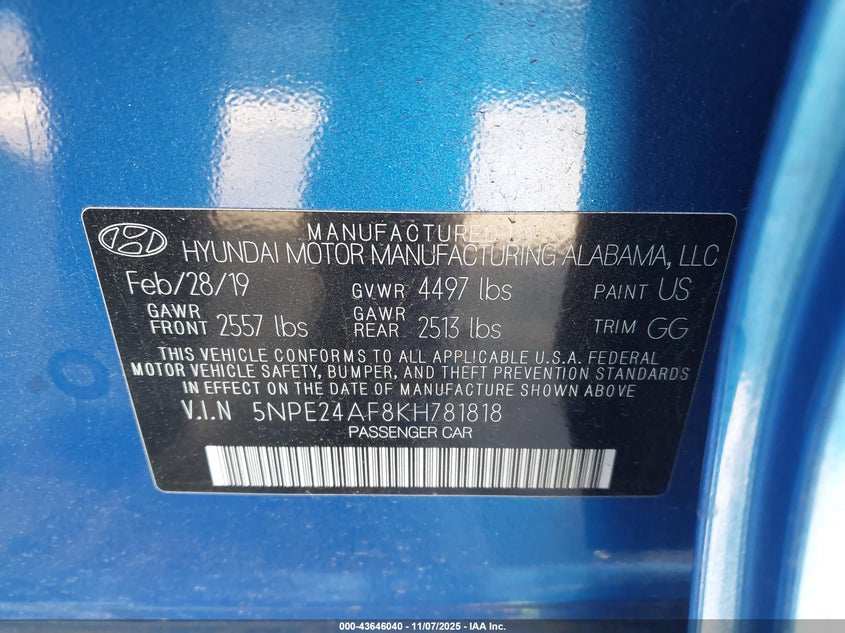 MANUFACTURED BY
HYUNDAI MOTOR MANUFACTURING ALABAMA, LLC
Feb/28/19 GVWR 4497 lbs PAINT US
GAWR FRONT 2557 lbs GAWR REAR 2513 lbs TRIM GG
THIS VEHICLE CONFORMS TO ALL APPLICABLE U.S.A. FEDERAL
MOTOR VEHICLE SAFETY, BUMPER, AND THEFT PREVENTION STANDARDS
IN EFFECT ON THE DATE OF MANUFACTURE SHOWN ABOVE.
V.I.N 5NPE24AF8KH781818
PASSENGER CAR
000-43646040 - 11/07/2025 - IAA Inc.